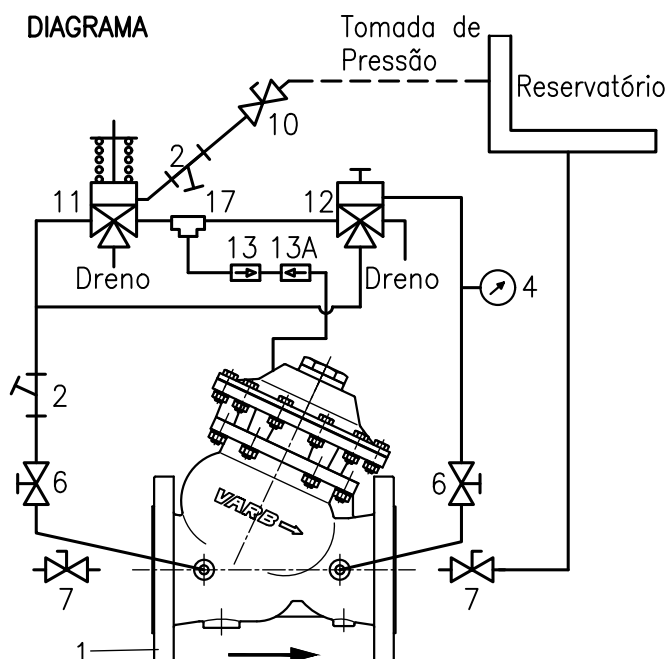 DIAGRAMA
Tomada de
Pressão
Reservatório
10
2
11
17
12
13 13A
Dreno
Dreno
4
2
6
6
VARB
7
7
1